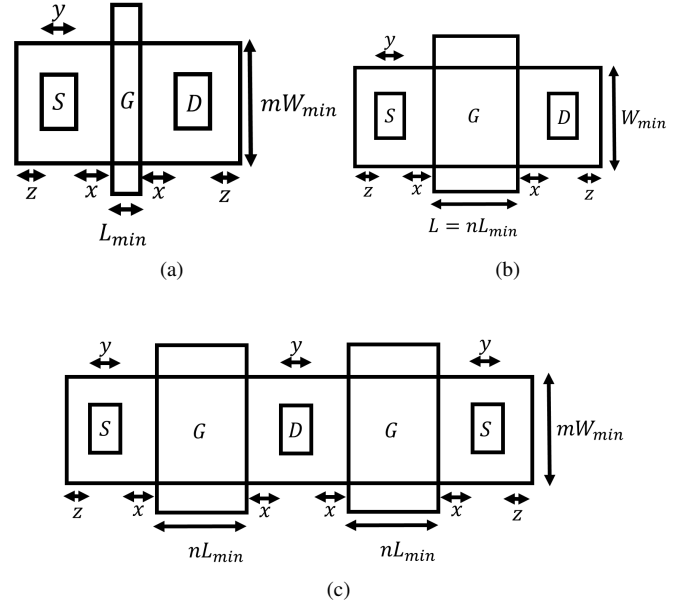 y
S G D mW_min
z x x z
L_min
(a)
y
S G D W_min
z x x z
L = nL_min
(b)
y y y
S G D G S mW_min
z x x x x z
nL_min nL_min
(c)